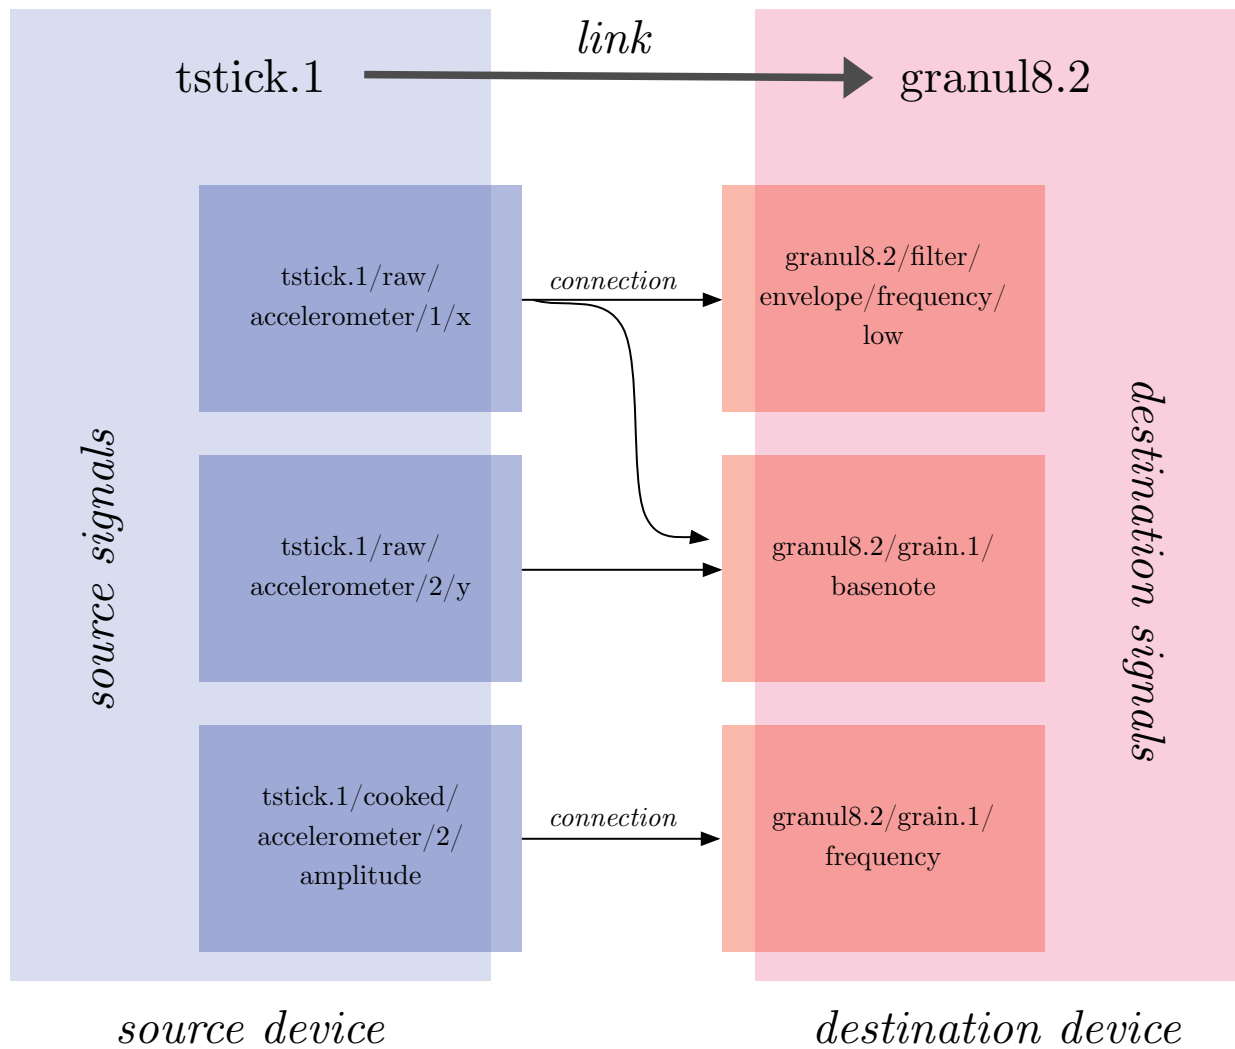 link
tstick.1
granul8.2
tstick.1/raw/
accelerometer/1/x
connection
granul8.2/filter/
envelope/frequency/
low
source signals
tstick.1/raw/
accelerometer/2/y
granul8.2/grain.1/
basenote
destination signals
tstick.1/cooked/
accelerometer/2/
amplitude
connection
granul8.2/grain.1/
frequency
source device
destination device